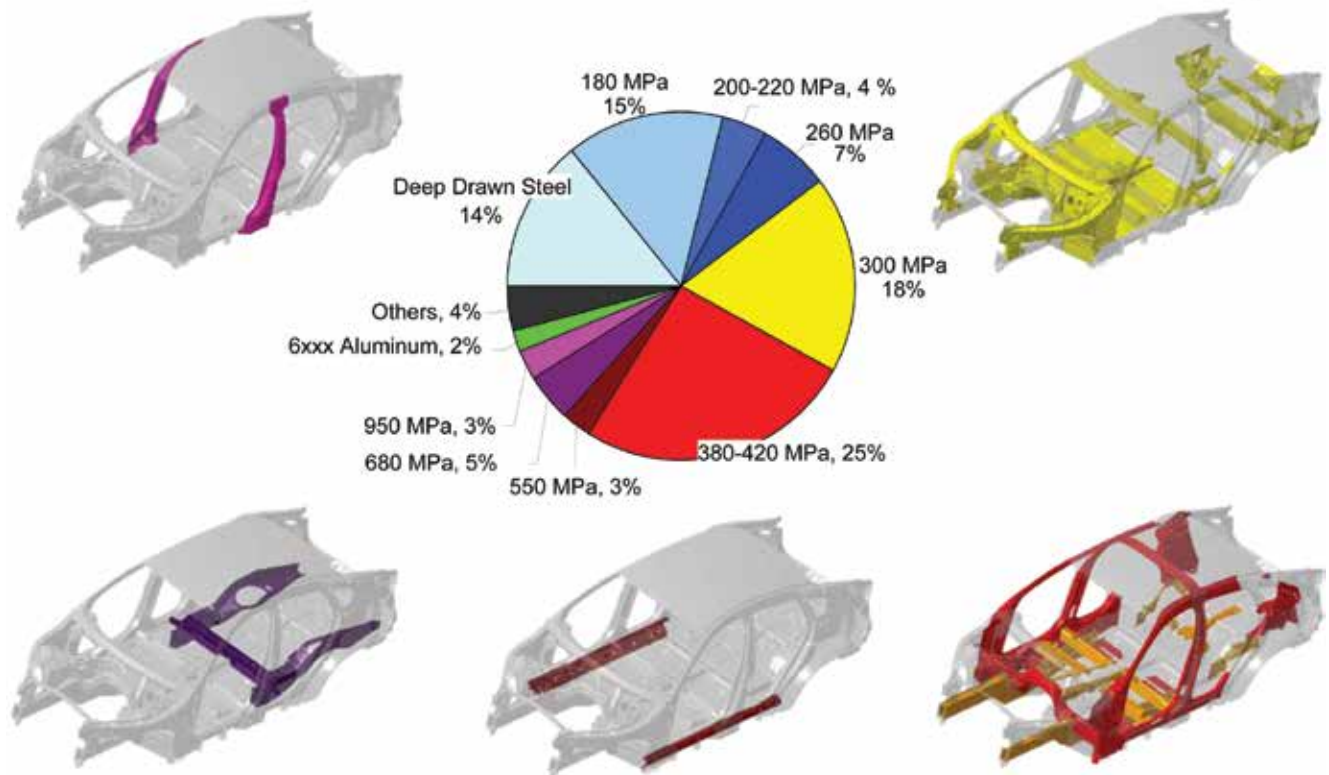 180 MPa
15%
200-220 MPa, 4 %
260 MPa
7%
Deep Drawn Steel
14%
300 MPa
18%
Others, 4%
6xxx Aluminum, 2%
950 MPa, 3%
680 MPa, 5%
550 MPa, 3%
380-420 MPa, 25%